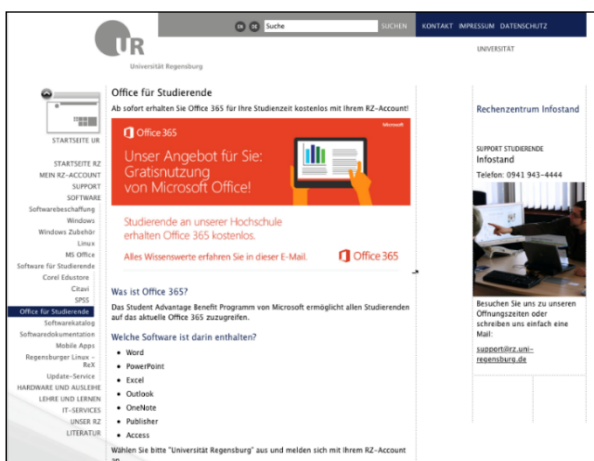 EN DE Suche SUCHEN KONTAKT IMPRESSUM DATENSCHUTZ
UR
Universität Regensburg
UNIVERSITÄT
STARTSEITE UR
STARTSEITE RZ
MEIN RZ-ACCOUNT
SUPPORT
SOFTWARE
Softwarebeschaffung
Windows
Windows Zubehör
Linux
MS Office
Software für Studierende
Corel Edustore
Citavi
SPSS
Office für Studierende
Softwarekatalog
Softwaredokumentation
Mobile Apps
Regensburger Linux -
ReX
Update-Service
HARDWARE UND AUSLEIHE
LEHRE UND LERNEN
IT-SERVICES
UNSER RZ
LITERATUR
Office für Studierende
Ab sofort erhalten Sie Office 365 für Ihre Studienzeit kostenlos mit Ihrem RZ-Account!
Microsoft
Office 365
Unser Angebot für Sie:
Gratisnutzung
von Microsoft Office!
Studierende an unserer Hochschule
erhalten Office 365 kostenlos.
Alles Wissenswerte erfahren Sie in dieser E-Mail.
Office 365
Was ist Office 365?
Das Student Advantage Benefit Programm von Microsoft ermöglicht allen Studierenden
auf das aktuelle Office 365 zuzugreifen.
Welche Software ist darin enthalten?
• Word
• PowerPoint
• Excel
• Outlook
• OneNote
• Publisher
• Access
Wählen Sie bitte "Universität Regensburg" aus und melden sich mit Ihrem RZ-Account
an
Rechenzentrum Infostand
SUPPORT STUDIERENDE
Infostand
Telefon: 0941 943-4444
Besuchen Sie uns zu unseren
Öffnungszeiten oder
schreiben uns einfach eine
Mail:
support@rz.uni-
regensburg.de